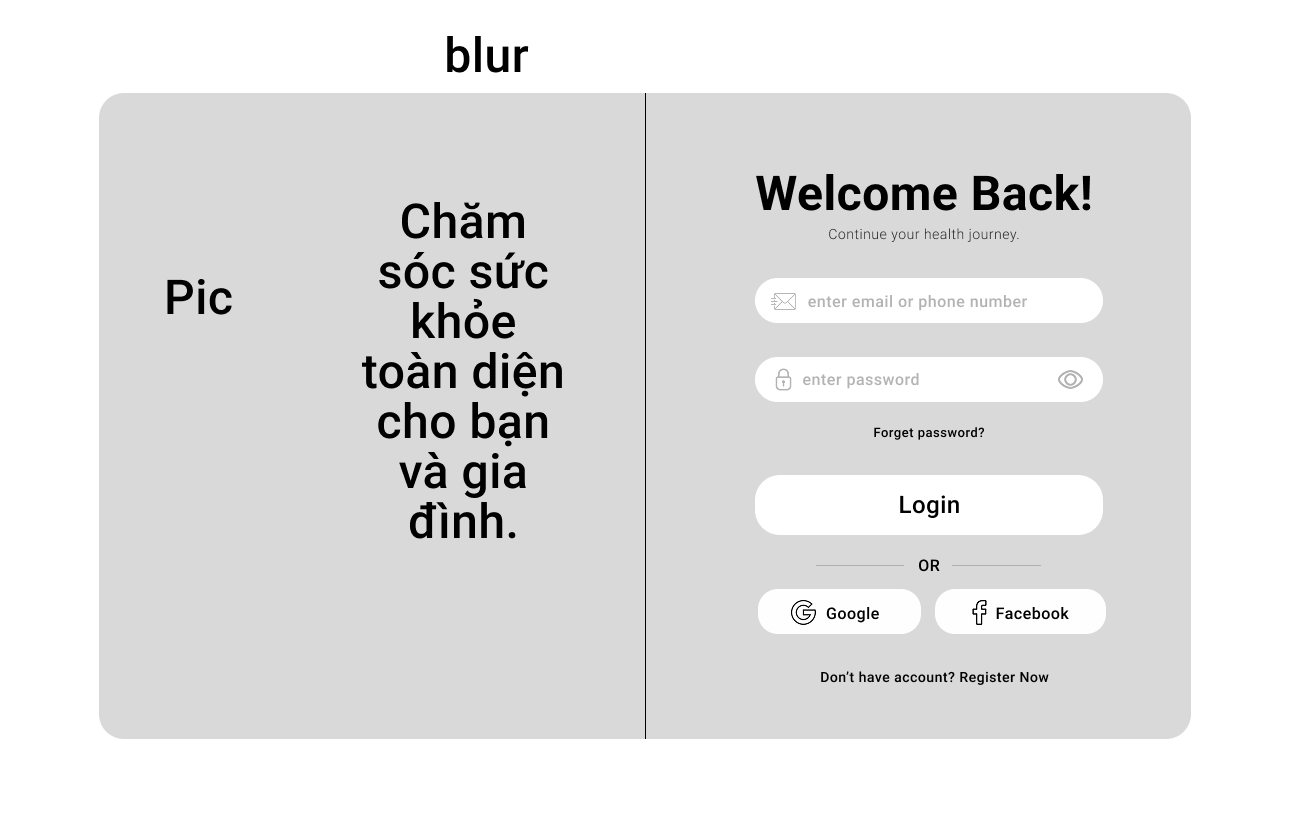 blur
Pic
Chăm
sóc sức
khỏe
toàn diện
cho bạn
và gia
đình.
Welcome Back!
Continue your health journey.
enter email or phone number
enter password
Forget password?
Login
OR
Google
Facebook
Don’t have account? Register Now